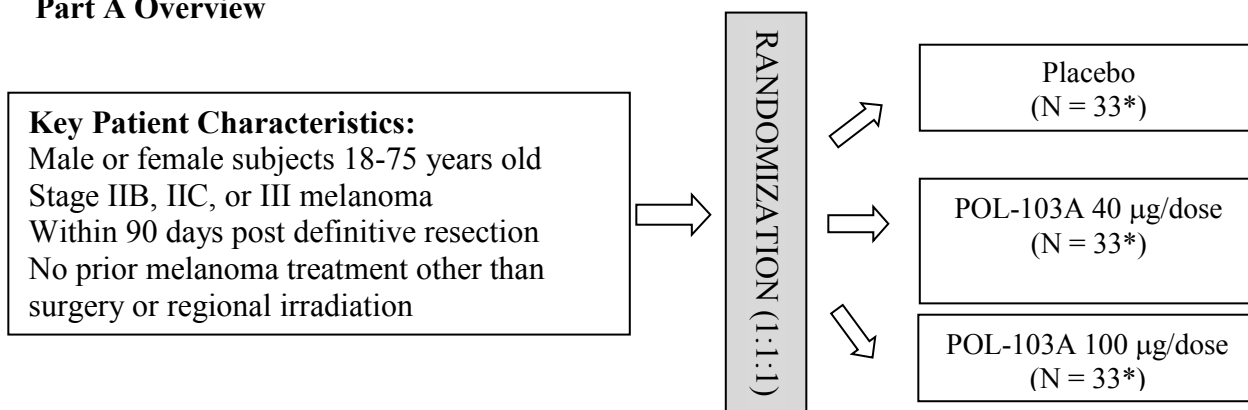 Part A Overview
Key Patient Characteristics:
Male or female subjects 18-75 years old
Stage IIB, IIC, or III melanoma
Within 90 days post definitive resection
No prior melanoma treatment other than
surgery or regional irradiation
RANDOMIZATION (1:1:1)
Placebo
(N = 33*)
POL-103A 40 μg/dose
(N = 33*)
POL-103A 100 μg/dose
(N = 33*)